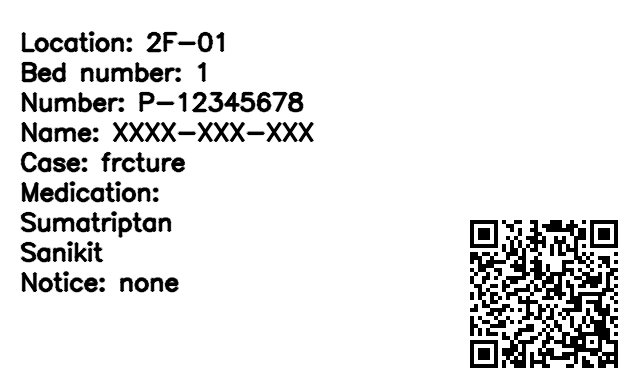 Location: 2F-01
Bed number: 1
Number: P-12345678
Name: XXXX-XXX-XXX
Case: frcture
Medication:
Sumatriptan
Sanikit
Notice: none